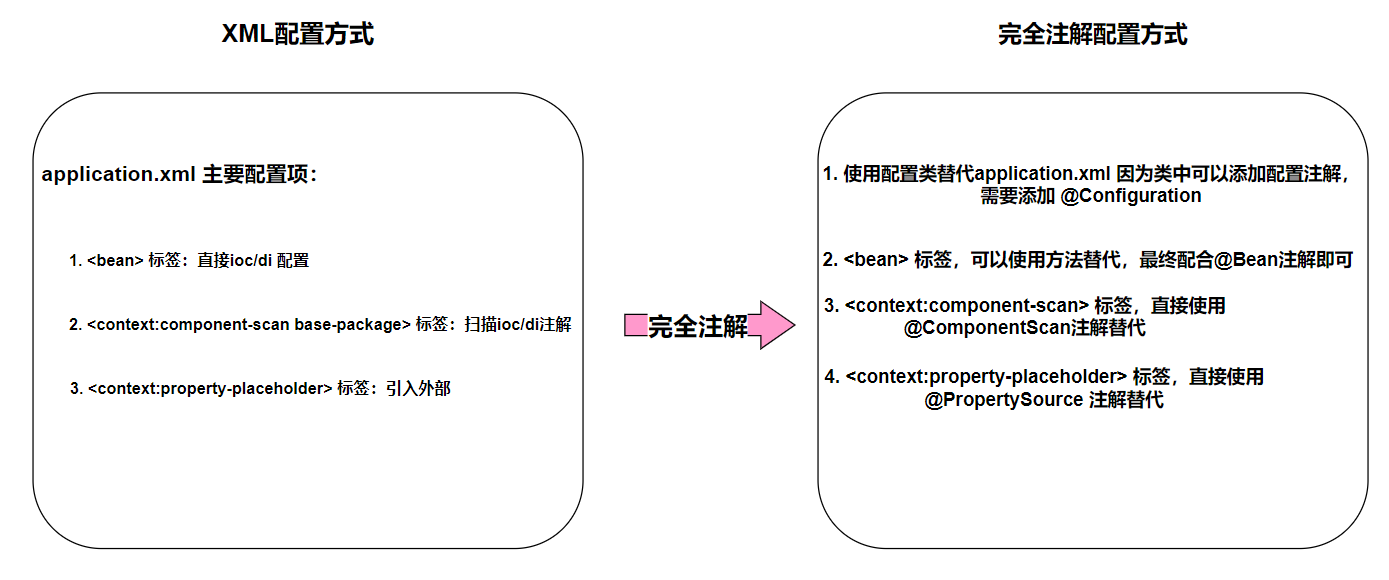 XML配置方式
application.xml 主要配置项：
1. <bean> 标签：直接ioc/di 配置
2. <context:component-scan base-package> 标签：扫描ioc/di注解
3. <context:property-placeholder> 标签：引入外部
完全注解
完全注解配置方式
1. 使用配置类替代application.xml 因为类中可以添加配置注解，
需要添加 @Configuration
2. <bean> 标签，可以使用方法替代，最终配合@Bean注解即可
3. <context:component-scan> 标签，直接使用
@ComponentScan注解替代
4. <context:property-placeholder> 标签，直接使用
@PropertySource 注解替代